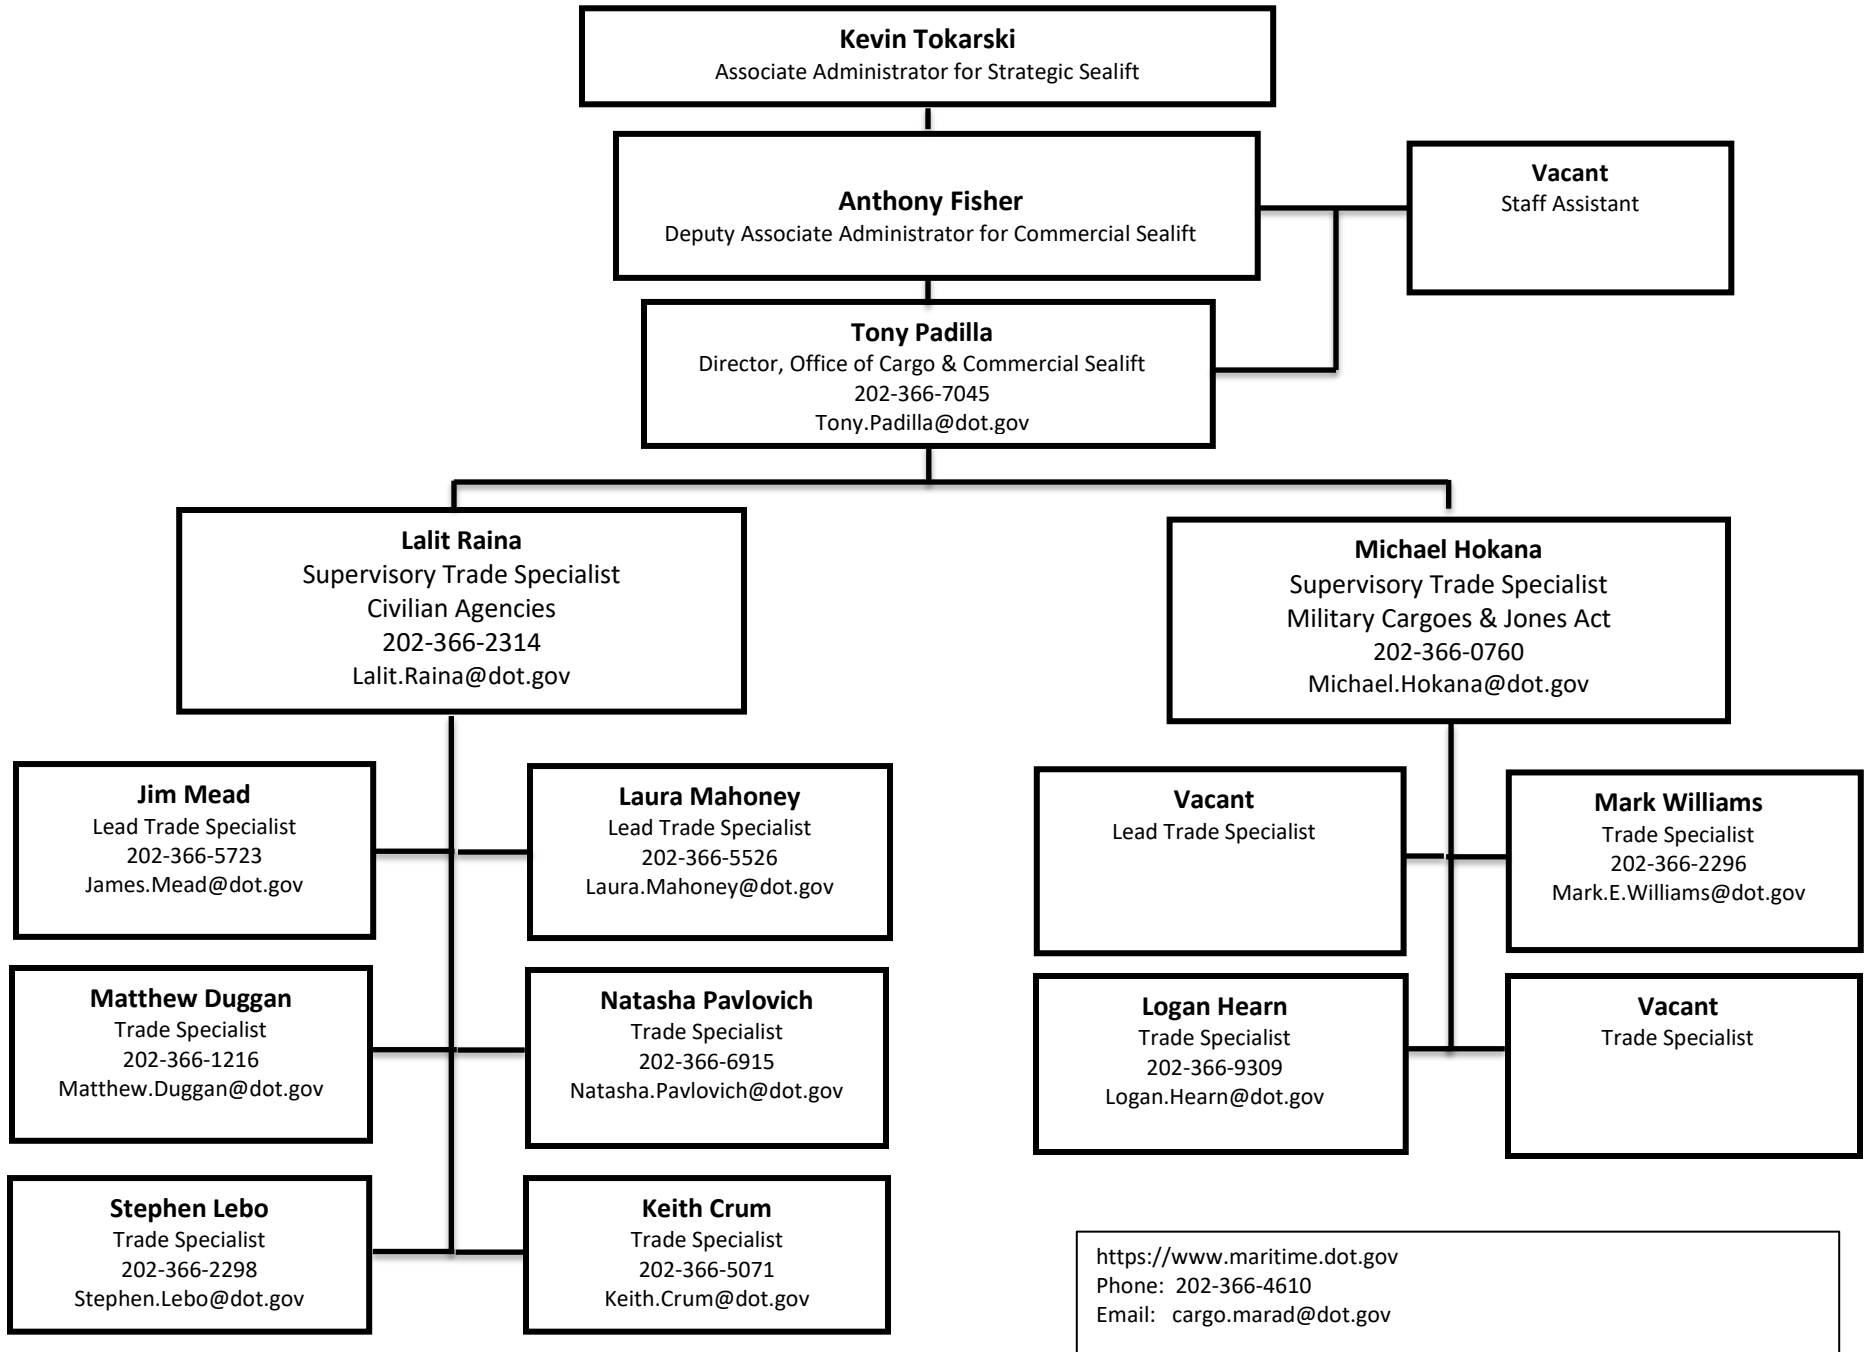 Kevin Tokarski
Associate Administrator for Strategic Sealift
Anthony Fisher
Deputy Associate Administrator for Commercial Sealift
Vacant
Staff Assistant
Tony Padilla
Director, Office of Cargo & Commercial Sealift
202-366-7045
Tony.Padilla@dot.gov
Lalit Raina
Supervisory Trade Specialist
Civilian Agencies
202-366-2314
Lalit.Raina@dot.gov
Michael Hokana
Supervisory Trade Specialist
Military Cargoes & Jones Act
202-366-0760
Michael.Hokana@dot.gov
Jim Mead
Lead Trade Specialist
202-366-5723
James.Mead@dot.gov
Laura Mahoney
Lead Trade Specialist
202-366-5526
Laura.Mahoney@dot.gov
Vacant
Lead Trade Specialist
Mark Williams
Trade Specialist
202-366-2296
Mark.E.Williams@dot.gov
Matthew Duggan
Trade Specialist
202-366-1216
Matthew.Duggan@dot.gov
Natasha Pavlovich
Trade Specialist
202-366-6915
Natasha.Pavlovich@dot.gov
Logan Hearn
Trade Specialist
202-366-9309
Logan.Hearn@dot.gov
Vacant
Trade Specialist
Stephen Lebo
Trade Specialist
202-366-2298
Stephen.Lebo@dot.gov
Keith Crum
Trade Specialist
202-366-5071
Keith.Crum@dot.gov
https://www.maritime.dot.gov
Phone: 202-366-4610
Email: cargo.marad@dot.gov